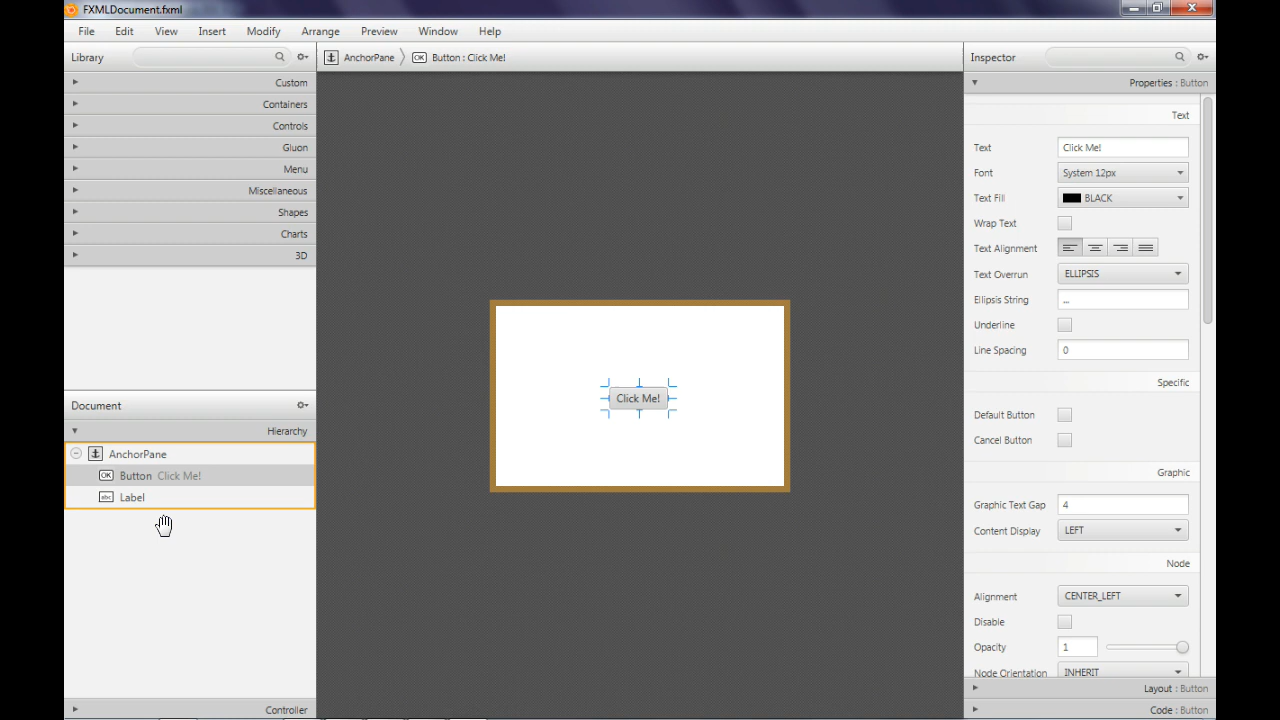 FXMLDocument.fxml
File Edit View Insert Modify Arrange Preview Window Help
Library
Custom
Containers
Controls
Gluon
Menu
Miscellaneous
Shapes
Charts
3D
Document
Hierarchy
AnchorPane
OK Button Click Me!
abc Label
Controller
AnchorPane OK Button : Click Me!
Click Me!
Inspector
Properties : Button
Text
Text Click Me!
Font System 12px
Text Fill BLACK
Wrap Text
Text Alignment
Text Overrun ELLIPSIS
Ellipsis String ...
Underline
Line Spacing 0
Specific
Default Button
Cancel Button
Graphic
Graphic Text Gap 4
Content Display LEFT
Node
Alignment CENTER_LEFT
Disable
Opacity 1
Node Orientation INHERIT
Layout : Button
Code : Button